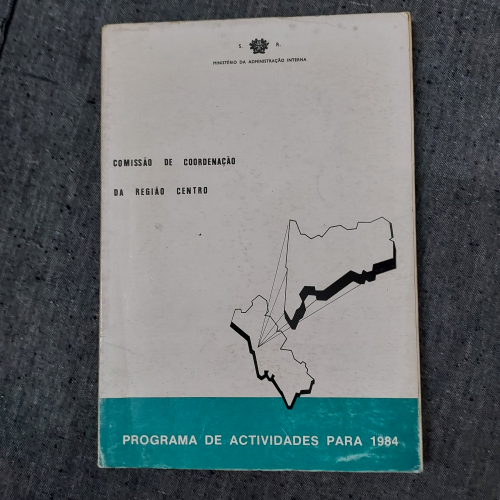 S. R.
MINISTÉRIO DA ADMINISTRAÇÃO INTERNA
COMISSÃO DE COORDENAÇÃO
DA REGIÃO CENTRO
PROGRAMA DE ACTIVIDADES PARA 1984